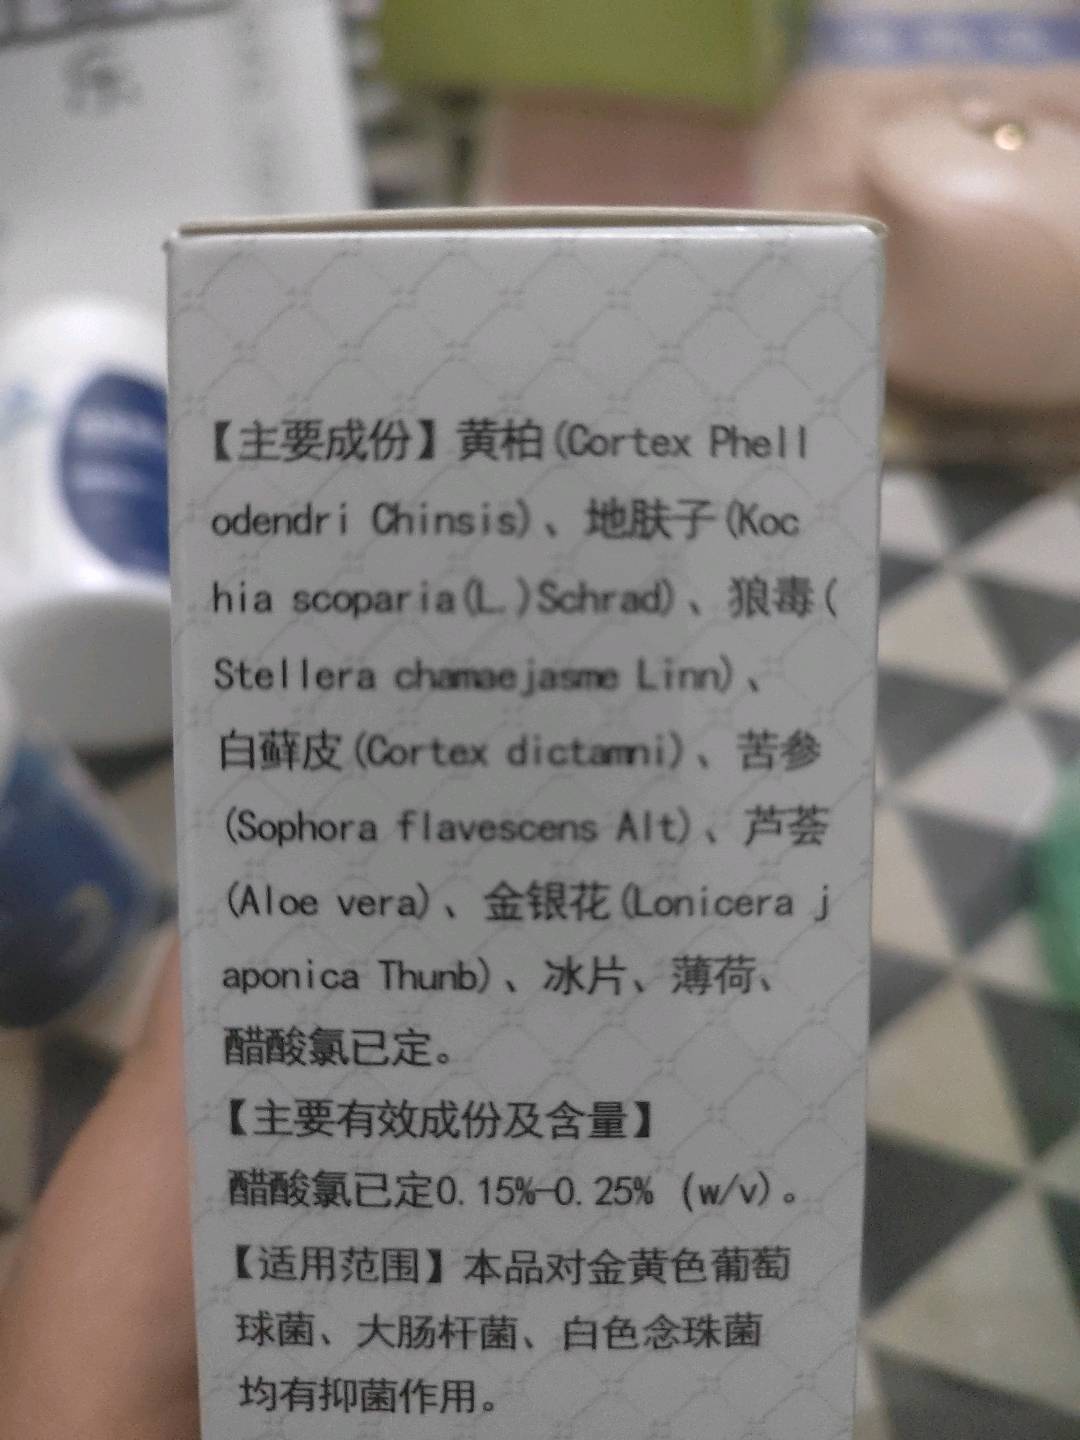 乐
【主要成份】黄柏(Cortex Phell
odendri Chinsis)、地肤子(Koc
hia scoparia(L.)Schrad)、狼毒(
Stellera chamaejasme Linn)、
白藓皮(Cortex dictamni)、苦参
(Sophora flavescens Alt)、芦荟
(Aloe vera)、金银花(Lonicera j
aponica Thunb)、冰片、薄荷、
醋酸氯已定。
【主要有效成份及含量】
醋酸氯已定0.15%-0.25% (w/v)。
【适用范围】本品对金黄色葡萄
球菌、大肠杆菌、白色念珠菌
均有抑菌作用。